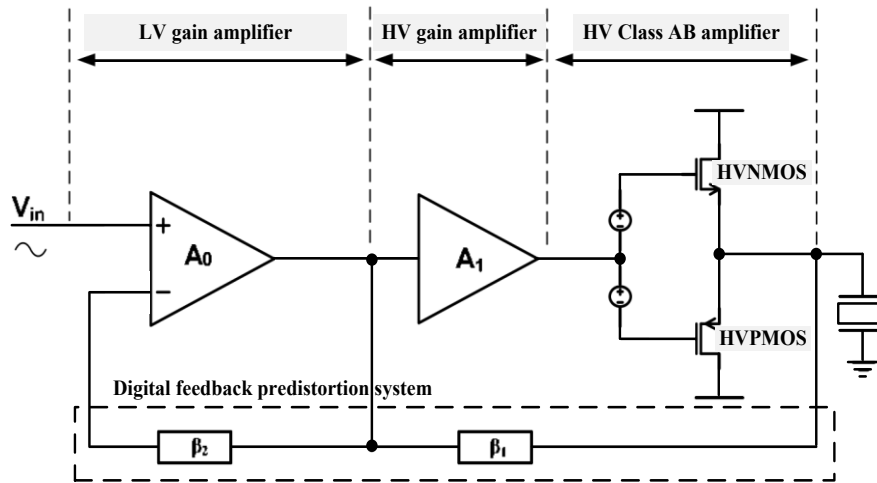 LV gain amplifier
HV gain amplifier
HV Class AB amplifier
HVNMOS
Vin
+
A0
−
A1
+
−
+
−
HVPMOS
Digital feedback predistortion system
β2
β1